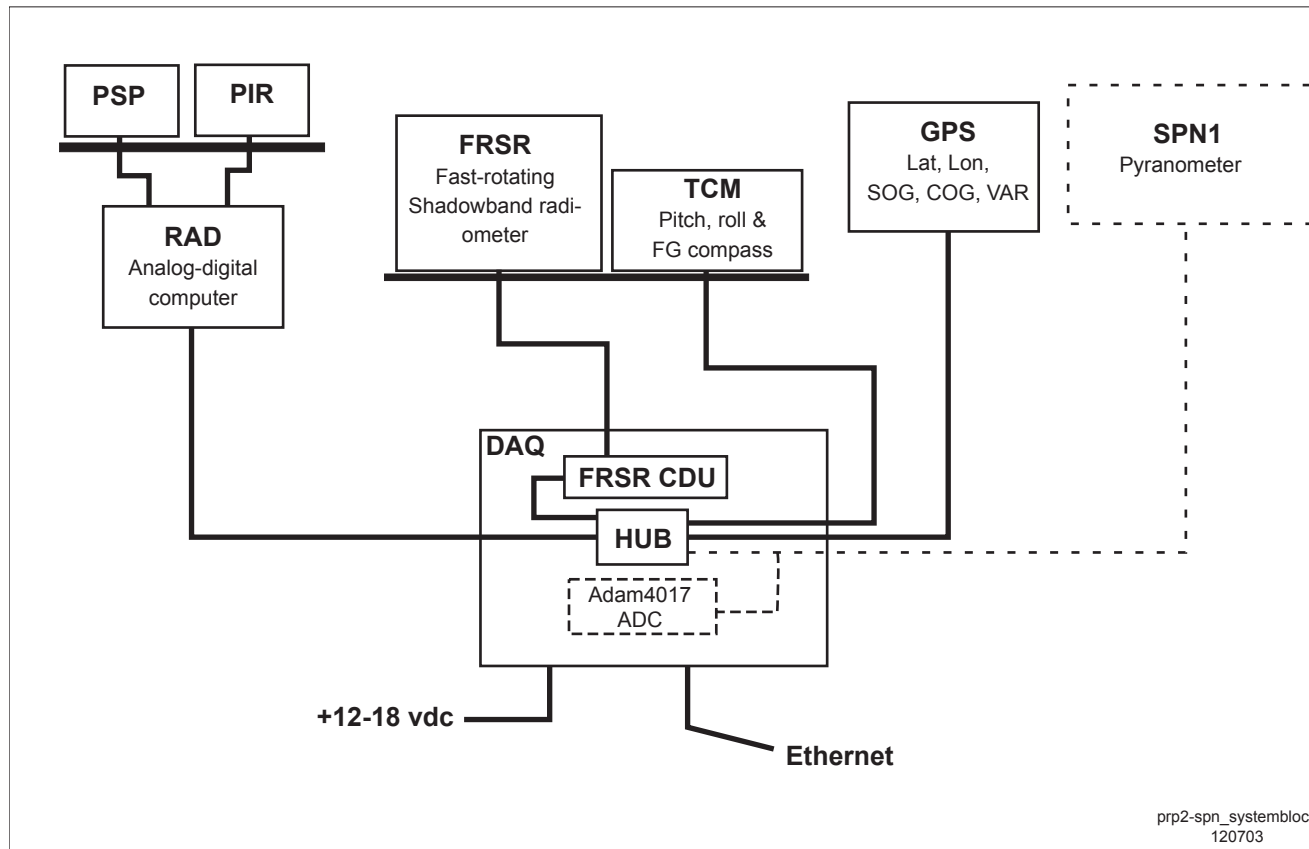 PSP
PIR
RAD
Analog-digital
computer
FRSR
Fast-rotating
Shadowband radi-
ometer
TCM
Pitch, roll &
FG compass
GPS
Lat, Lon,
SOG, COG, VAR
SPN1
Pyranometer
DAQ
FRSR CDU
HUB
Adam4017
ADC
+12-18 vdc
Ethernet
prp2-spn_systembloc
120703